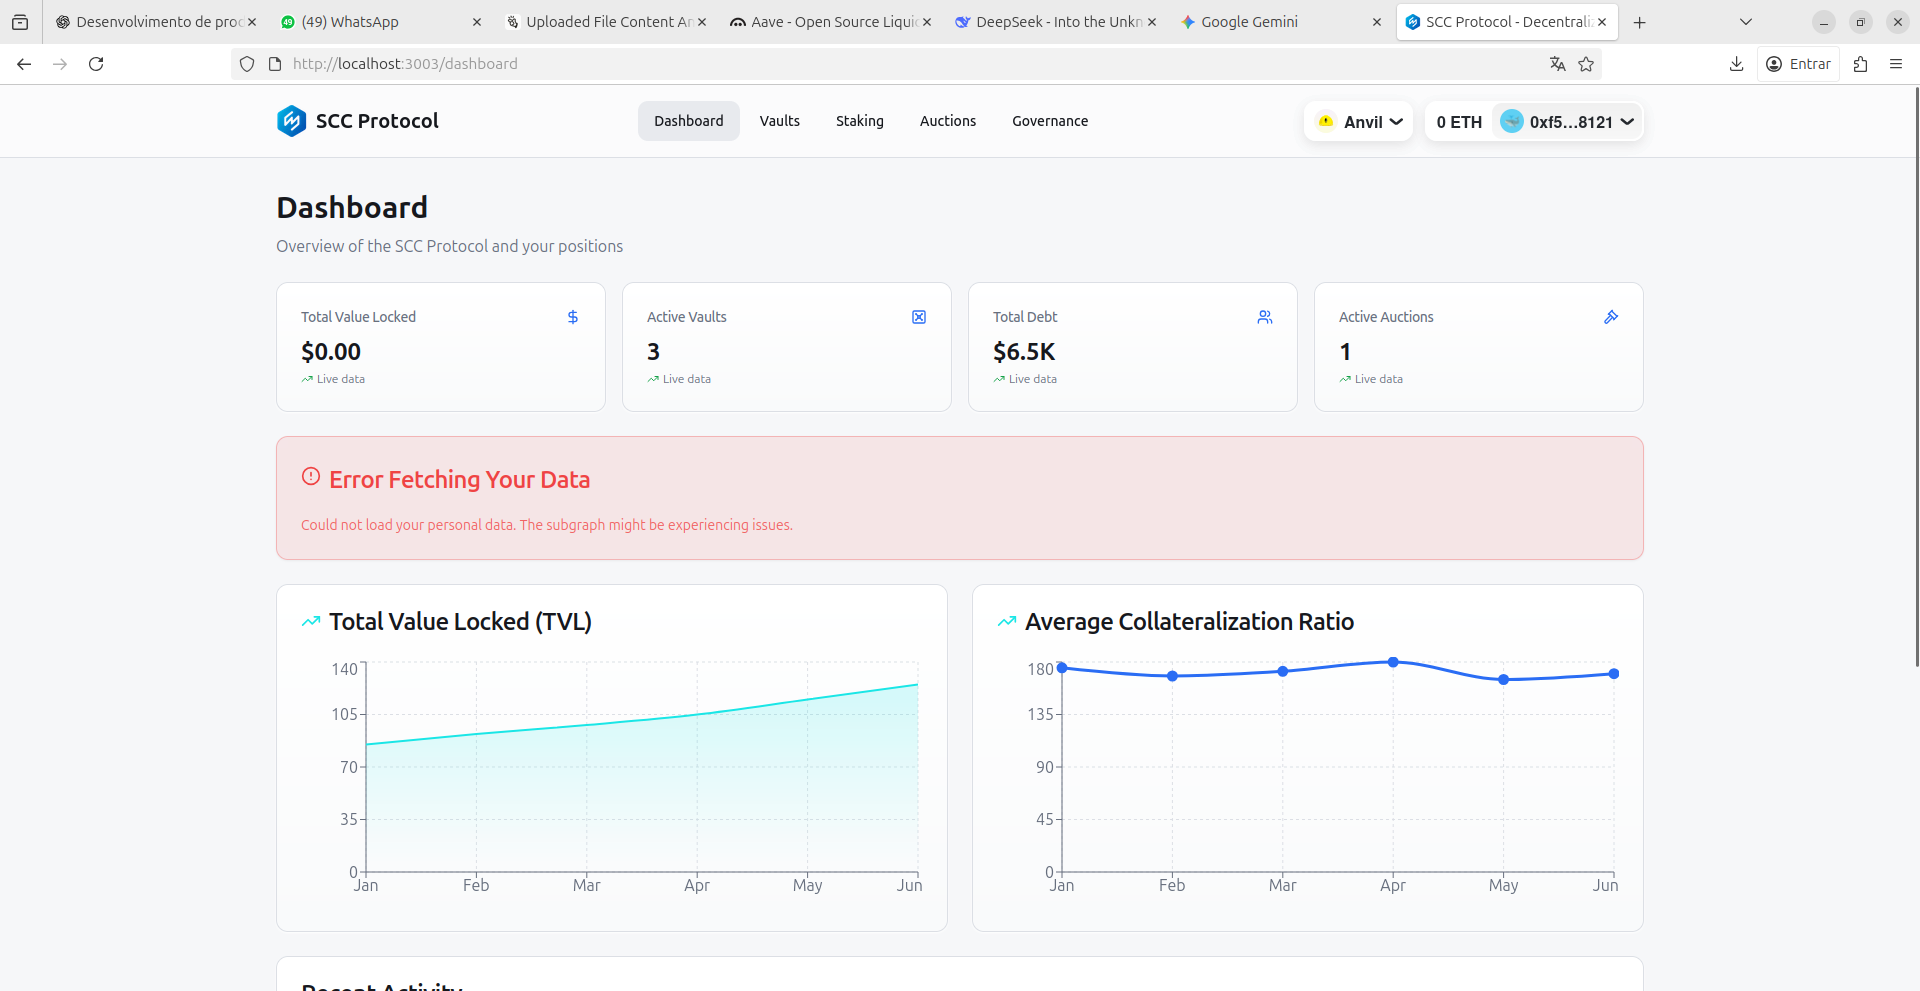 Desenvolvimento de proc
(49) WhatsApp
Uploaded File Content An
Aave - Open Source Liquic
DeepSeek - Into the Unkn
Google Gemini
SCC Protocol - Decentraliz
http://localhost:3003/dashboard
Entrar
SCC Protocol
Dashboard
Vaults
Staking
Auctions
Governance
Anvil
0 ETH
0xf5...8121
Dashboard
Overview of the SCC Protocol and your positions
Total Value Locked
$0.00
Live data
Active Vaults
3
Live data
Total Debt
$6.5K
Live data
Active Auctions
1
Live data
Error Fetching Your Data
Could not load your personal data. The subgraph might be experiencing issues.
Total Value Locked (TVL)
140
105
70
35
0
Jan Feb Mar Apr May Jun
Average Collateralization Ratio
180
135
90
45
0
Jan Feb Mar Apr May Jun
Recent Activity